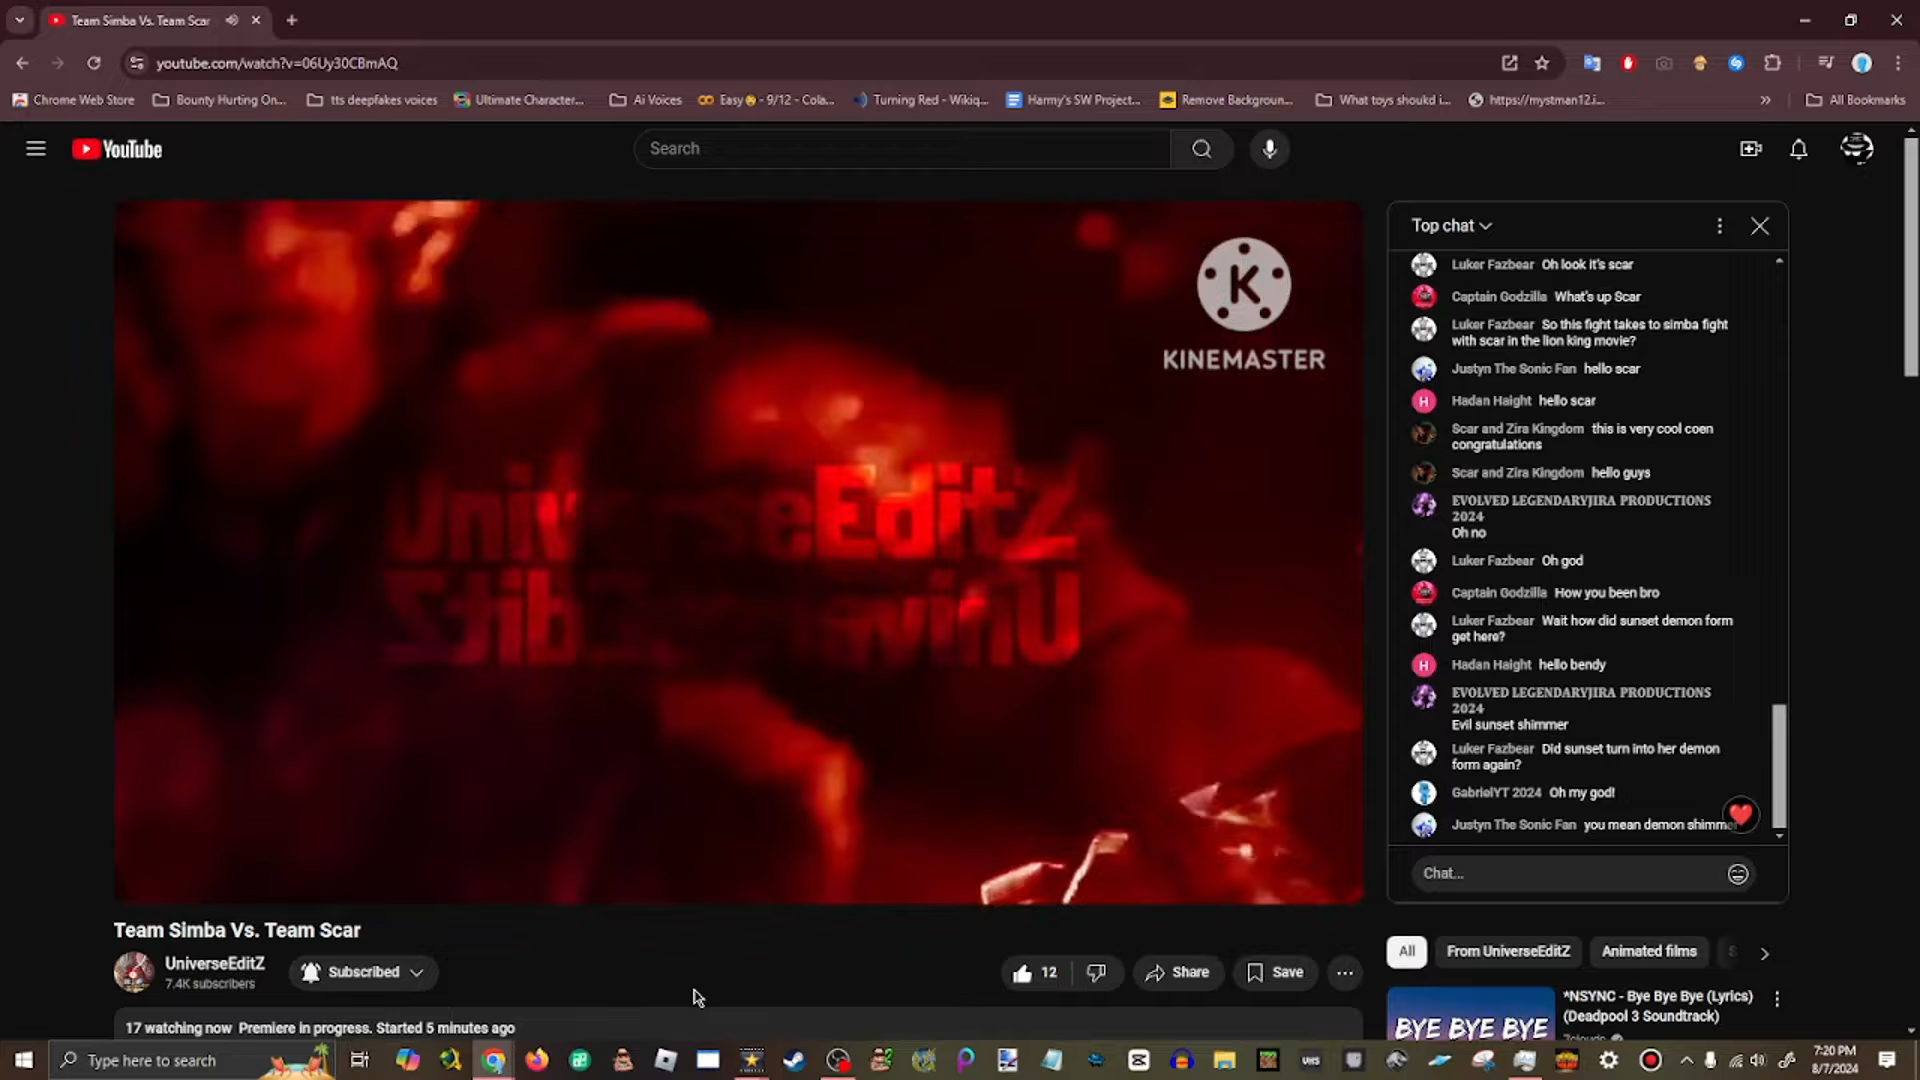 Team Simba Vs. Team Scar
youtube.com/watch?v=06Uy30CBmAQ
Chrome Web Store
Bounty Hurting On...
tts deepfakes voices
Ultimate Character...
Ai Voices
Easy - 9/12 - Cola...
Turning Red - Wikiq...
Harmy's SW Project...
Remove Backgroun...
What toys shoukd i...
https://mystman12.i...
All Bookmarks
YouTube
Search
K
KINEMASTER
EditZ
Top chat
Luker Fazbear Oh look it's scar
Captain Godzilla What's up Scar
Luker Fazbear So this fight takes to simba fight
with scar in the lion king movie?
Justyn The Sonic Fan hello scar
H Hadan Haight hello scar
Scar and Zira Kingdom this is very cool coen
congratulations
Scar and Zira Kingdom hello guys
EVOLVED LEGENDARYJIRA PRODUCTIONS
2024
Oh no
Luker Fazbear Oh god
Captain Godzilla How you been bro
Luker Fazbear Wait how did sunset demon form
get here?
H Hadan Haight hello bendy
EVOLVED LEGENDARYJIRA PRODUCTIONS
2024
Evil sunset shimmer
Luker Fazbear Did sunset turn into her demon
form again?
GabrielYT 2024 Oh my god!
Justyn The Sonic Fan you mean demon
Chat...
Team Simba Vs. Team Scar
UniverseEditZ
7.4K subscribers
Subscribed
12
Share
Save
17 watching now Premiere in progress. Started 5 minutes ago
All
From UniverseEditZ
Animated films
*NSYNC - Bye Bye Bye (Lyrics)
(Deadpool 3 Soundtrack)
BYE BYE BYE
Type here to search
VHS
7:20 PM
8/7/2024